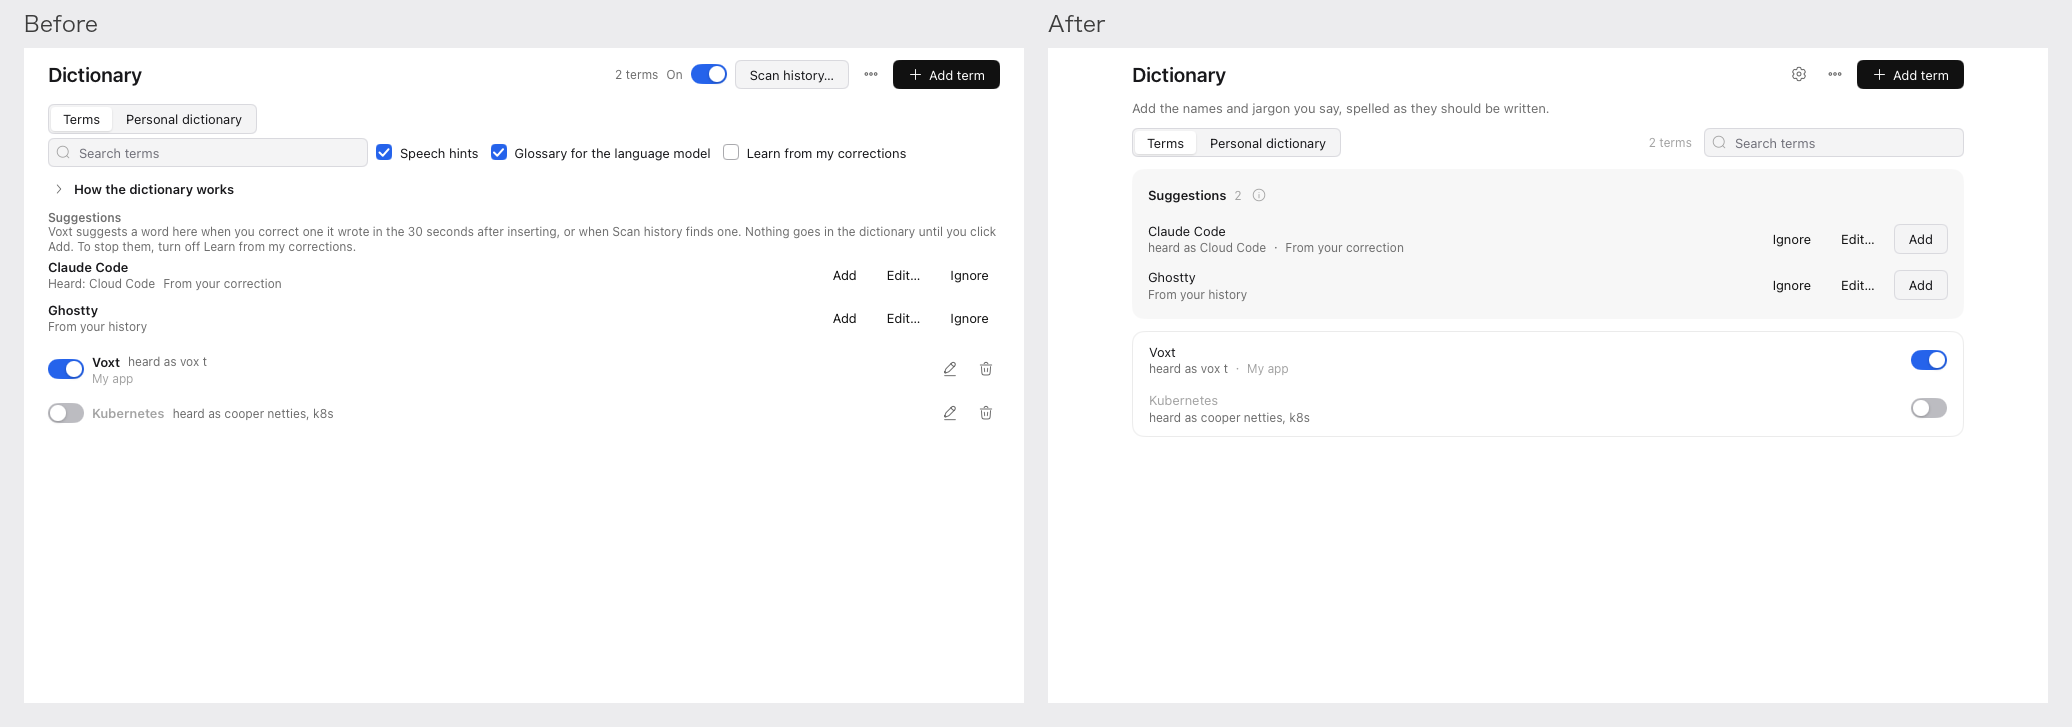 Before
Dictionary
2 terms On Scan history... Add term
Terms Personal dictionary
Search terms Speech hints Glossary for the language model Learn from my corrections
How the dictionary works
Suggestions
Voxt suggests a word here when you correct one it wrote in the 30 seconds after inserting, or when Scan history finds one. Nothing goes in the dictionary until you click
Add. To stop them, turn off Learn from my corrections.
Claude Code
Heard: Cloud Code From your correction
Add Edit... Ignore
Ghostty
From your history
Add Edit... Ignore
Voxt heard as vox t
My app
Kubernetes heard as cooper netties, k8s
After
Dictionary
Add term
Add the names and jargon you say, spelled as they should be written.
Terms Personal dictionary
2 terms Search terms
Suggestions 2
Claude Code
heard as Cloud Code · From your correction
Ignore Edit... Add
Ghostty
From your history
Ignore Edit... Add
Voxt
heard as vox t · My app
Kubernetes
heard as cooper netties, k8s